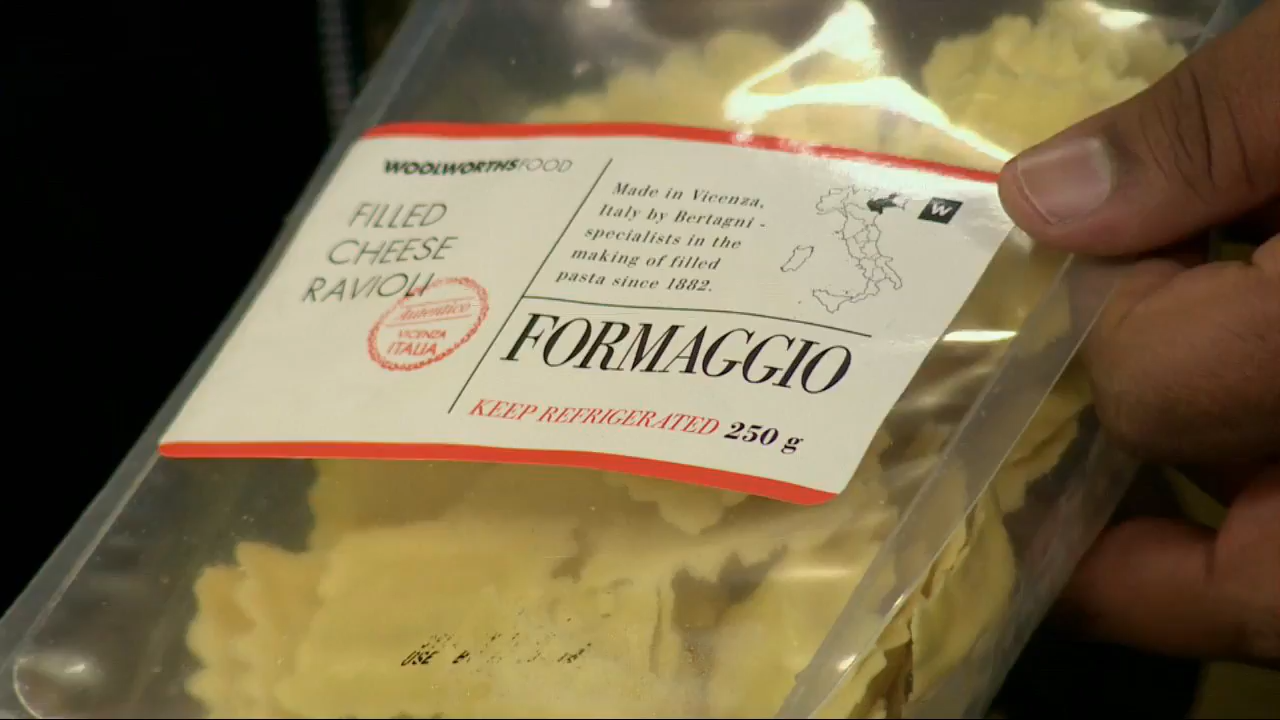 WOOLWORTHSFOOD
FILLED
CHEESE
RAVIOLI
Autentico
VICENZA
ITALIA
Made in Vicenza,
Italy by Bertagni -
specialists in the
making of filled
pasta since 1882.
W
FORMAGGIO
KEEP REFRIGERATED 250 g
USE